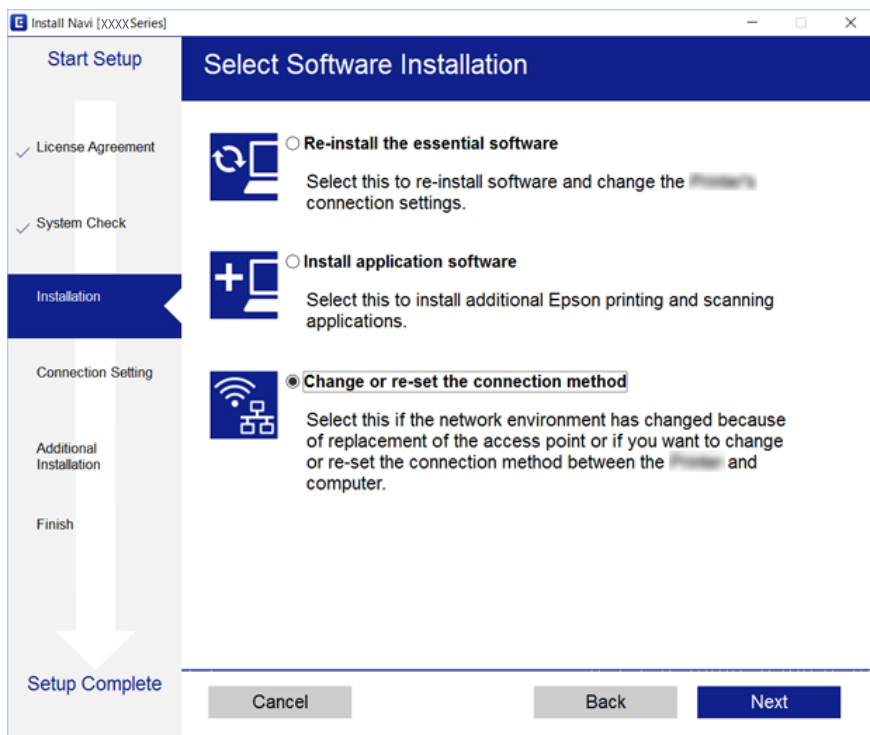 E Install Navi [XXXX Series]
Start Setup
Select Software Installation
License Agreement
System Check
Installation
Connection Setting
Additional
Installation
Finish
Setup Complete
Re-install the essential software
Select this to re-install software and change the
connection settings.
Install application software
Select this to install additional Epson printing and scanning
applications.
Change or re-set the connection method
Select this if the network environment has changed because
of replacement of the access point or if you want to change
or re-set the connection method between the and
computer.
Cancel
Back
Next